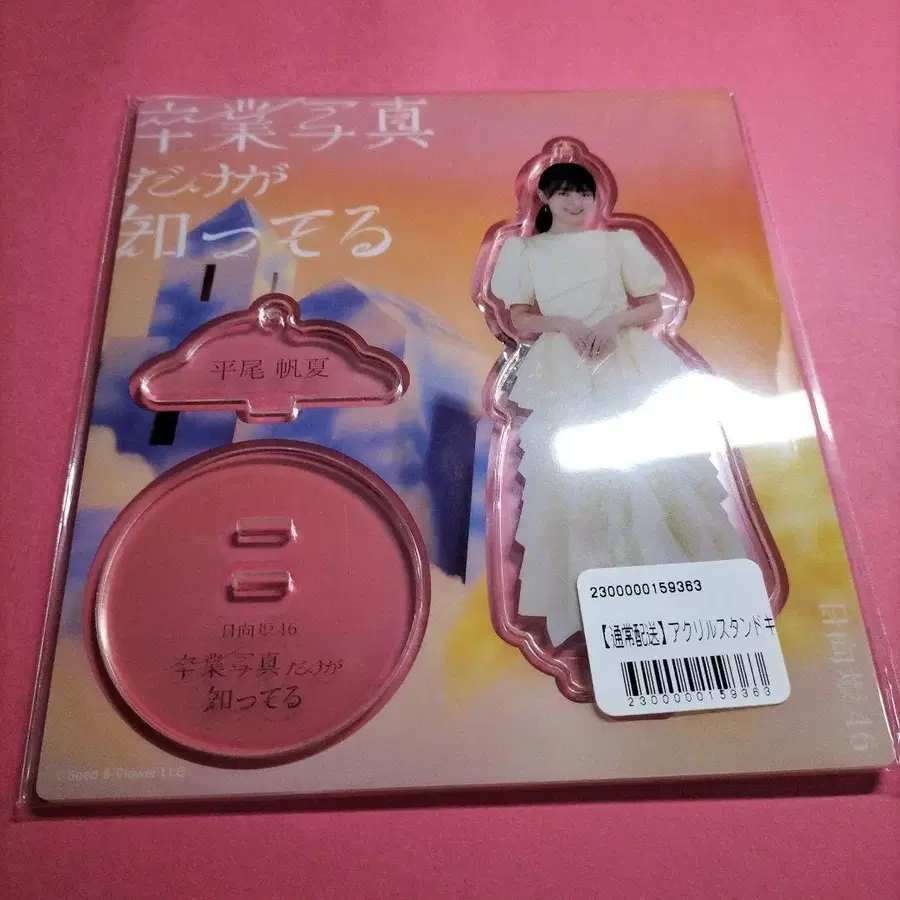 卒業写真
だけが
知ってる
平尾 帆夏
日向坂46
卒業写真だけが
知ってる
©Seed & Flower LLC
2300000159363
【通常配送】アクリルスタンドキ
2300000159363
日向坂46